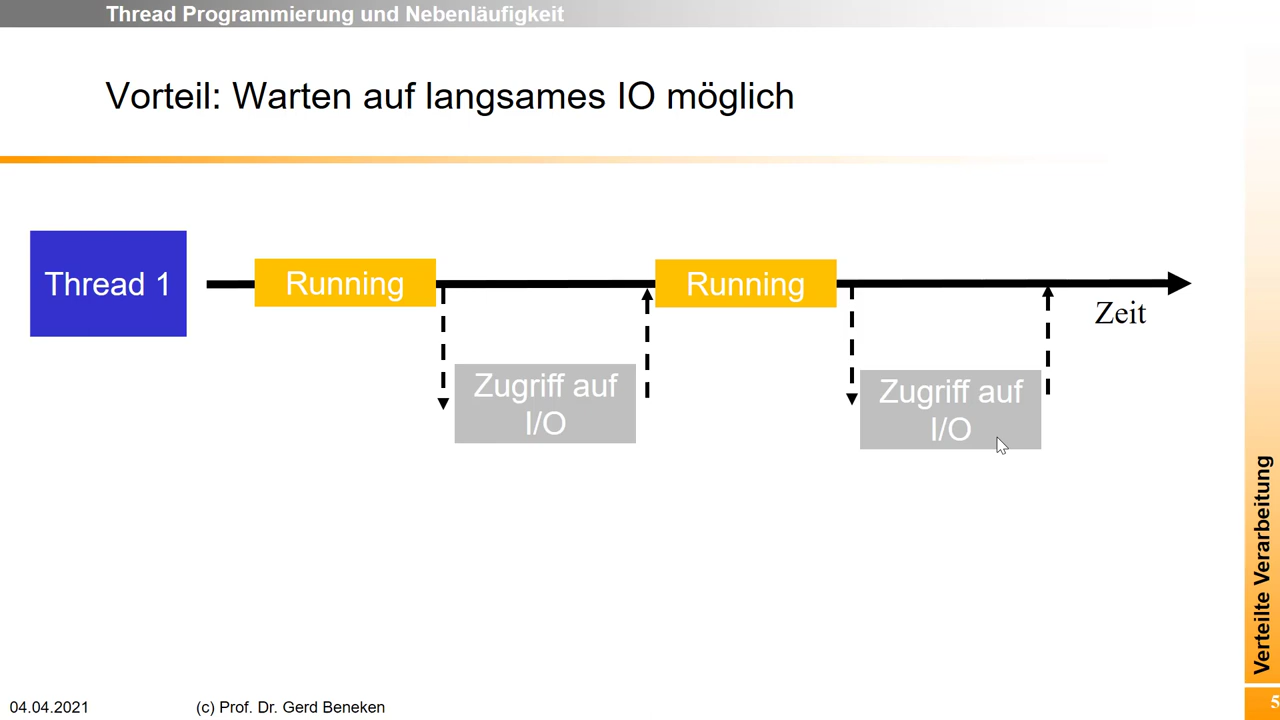 Thread Programmierung und Nebenläufigkeit
Vorteil: Warten auf langsames IO möglich
Thread 1
Running
Running
Zeit
Zugriff auf
I/O
Zugriff auf
I/O
Verteilte Verarbeitung
04.04.2021
(c) Prof. Dr. Gerd Beneken
5